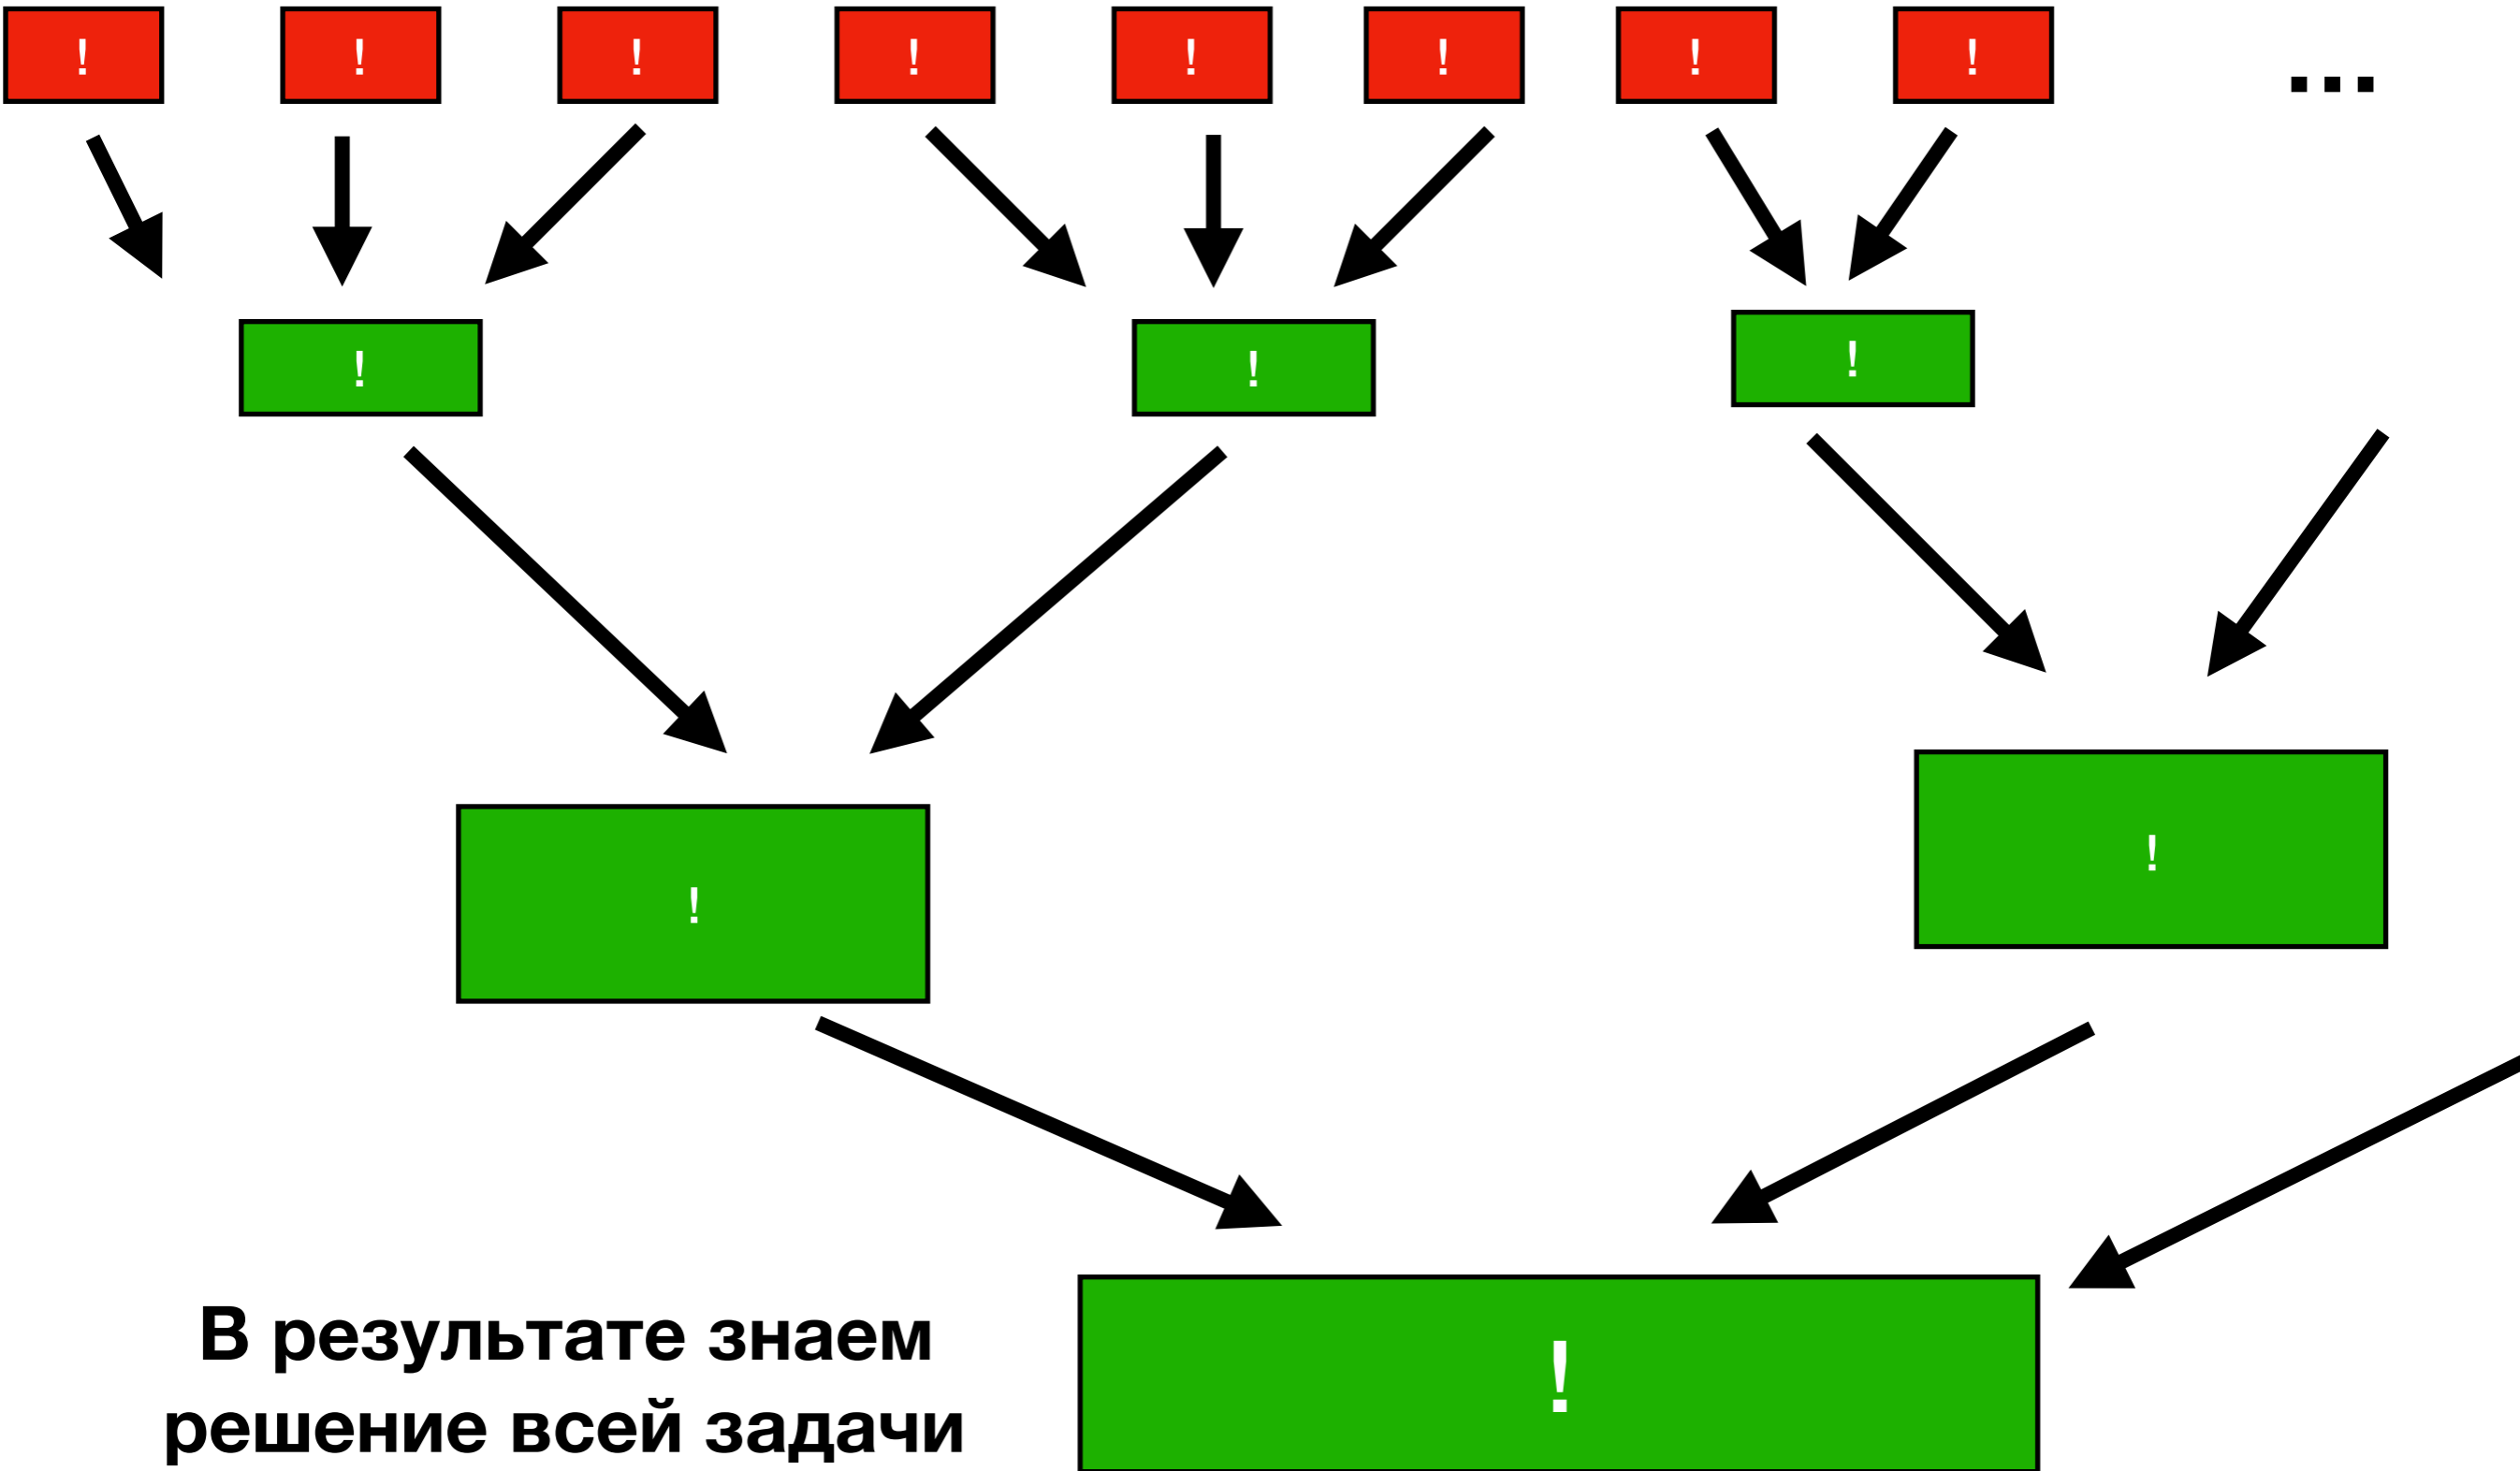 ! ! ! ! ! ! ! ! ...
! ! !
!
!
!
В результате знаем
решение всей задачи